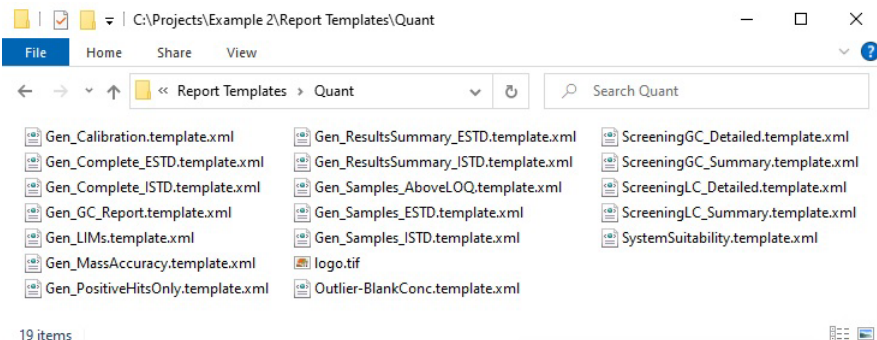 C:\Projects\Example 2\Report Templates\Quant
File Home Share View
« Report Templates > Quant
Search Quant
Gen_Calibration.template.xml
Gen_Complete_ESTD.template.xml
Gen_Complete_ISTD.template.xml
Gen_GC_Report.template.xml
Gen_LIMs.template.xml
Gen_MassAccuracy.template.xml
Gen_PositiveHitsOnly.template.xml
Gen_ResultsSummary_ESTD.template.xml
Gen_ResultsSummary_ISTD.template.xml
Gen_Samples_AboveLOQ.template.xml
Gen_Samples_ESTD.template.xml
Gen_Samples_ISTD.template.xml
logo.tif
Outlier-BlankConc.template.xml
ScreeningGC_Detailed.template.xml
ScreeningGC_Summary.template.xml
ScreeningLC_Detailed.template.xml
ScreeningLC_Summary.template.xml
SystemSuitability.template.xml
19 items